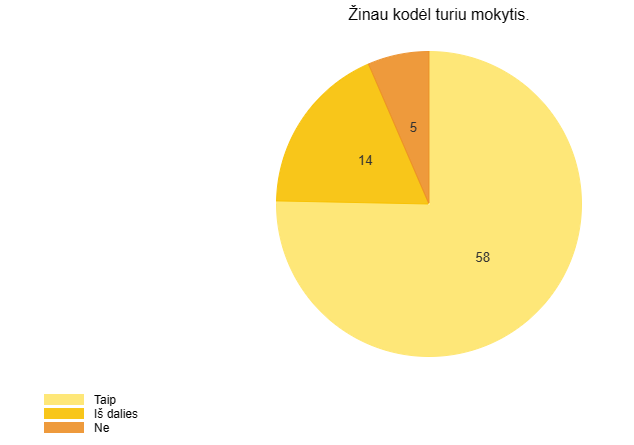 Žinau kodėl turiu mokytis.
5
14
58
Taip
Iš dalies
Ne